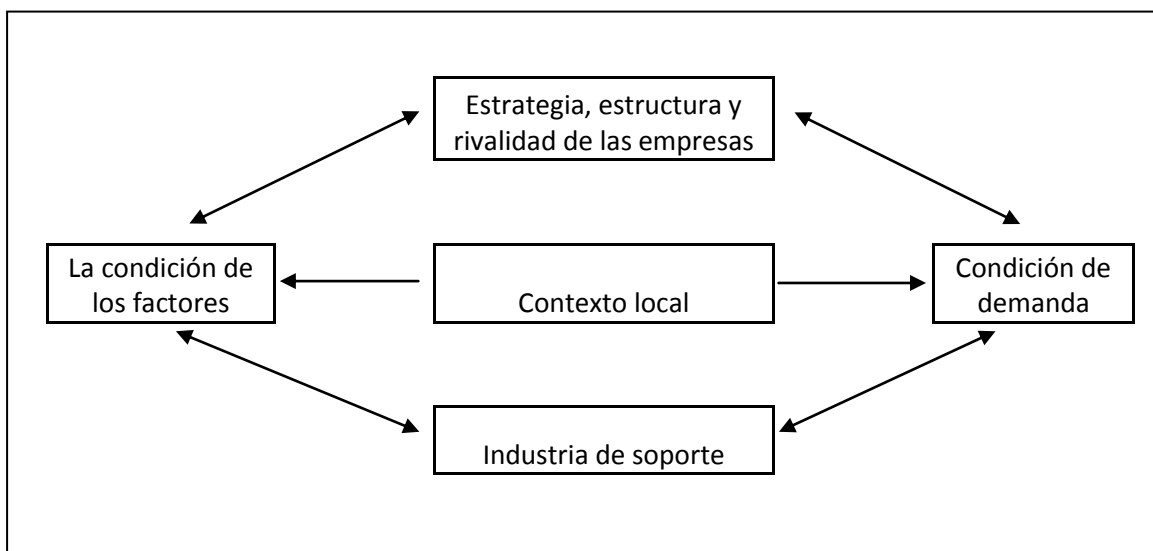 Estrategia, estructura y
rivalidad de las empresas
La condición de
los factores
Contexto local
Condición de
demanda
Industria de soporte